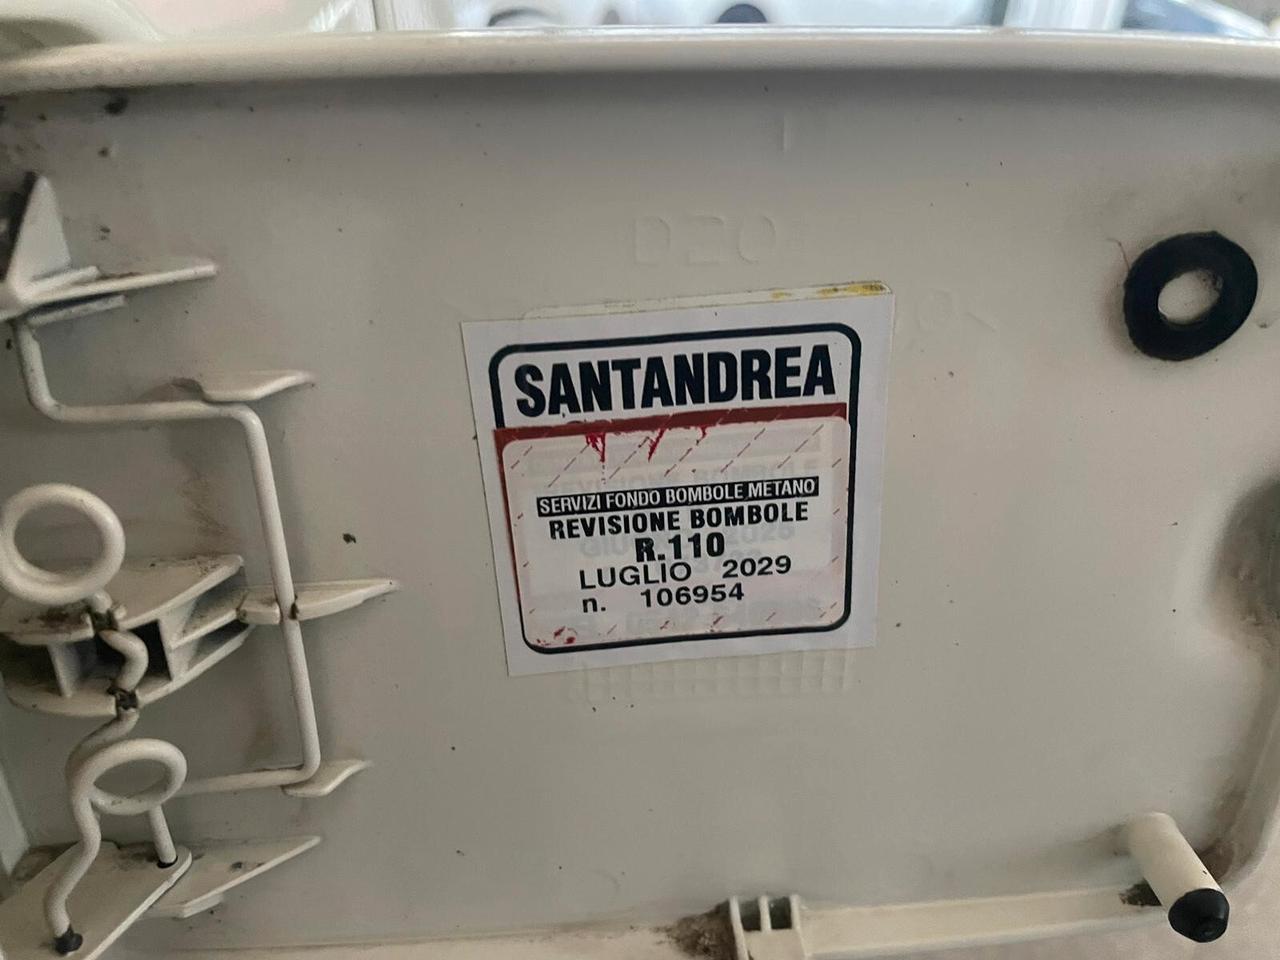 SANTANDREA
SERVIZI FONDO BOMBOLE METANO
REVISIONE BOMBOLE
R.110
LUGLIO 2029
n. 106954